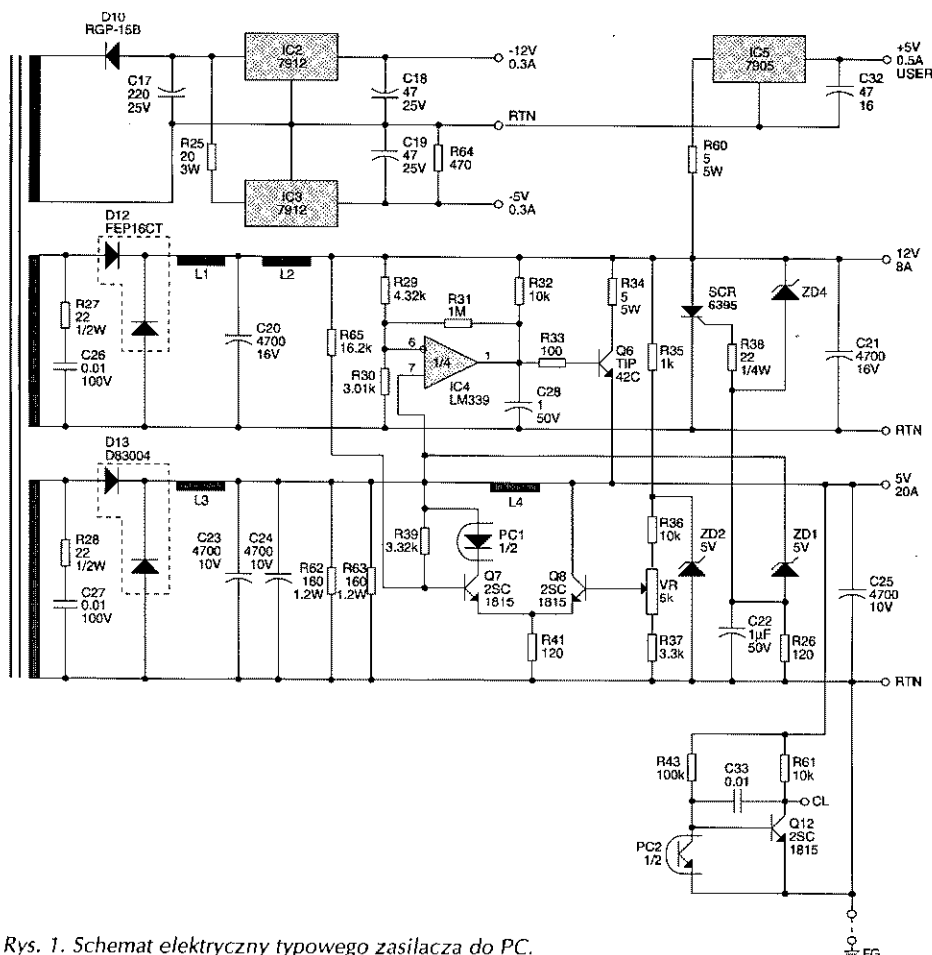 D10
RGP-15B
C17
220
25V
R25
20
3W
IC2
7912
IC3
7912
C18
47
25V
C19
47
25V
R64
470
-12V
0.3A
RTN
-5V
0.3A
IC5
7905
+5V
0.5A
USER
C32
47
16
R60
5
5W
D12
FEP16CT
L1
L2
R27
22
1/2W
C26
0.01
100V
C20
4700
16V
R65
16.2k
R29
4.32k
R31
1M
R32
10k
R30
3.01k
6
7
1/4
1
IC4
LM339
R33
100
C28
1
50V
R34
5
5W
Q6
TIP
42C
R35
1k
SCR
6395
R38
22
1/4W
ZD4
C21
4700
16V
12V
8A
RTN
D13
D83004
L3
L4
R28
22
1/2W
C27
0.01
100V
C23
4700
10V
C24
4700
10V
R62
160
1.2W
R63
160
1.2W
R39
3.32k
PC1
1/2
Q7
2SC
1815
Q8
2SC
1815
R41
120
R36
10k
VR
5k
R37
3.3k
ZD2
5V
ZD1
5V
C22
1µF
50V
R26
120
C25
4700
10V
5V
20A
RTN
R43
100k
C33
0.01
R61
10k
CL
Q12
2SC
1815
PC2
1/2
FG
Rys. 1. Schemat elektryczny typowego zasilacza do PC.